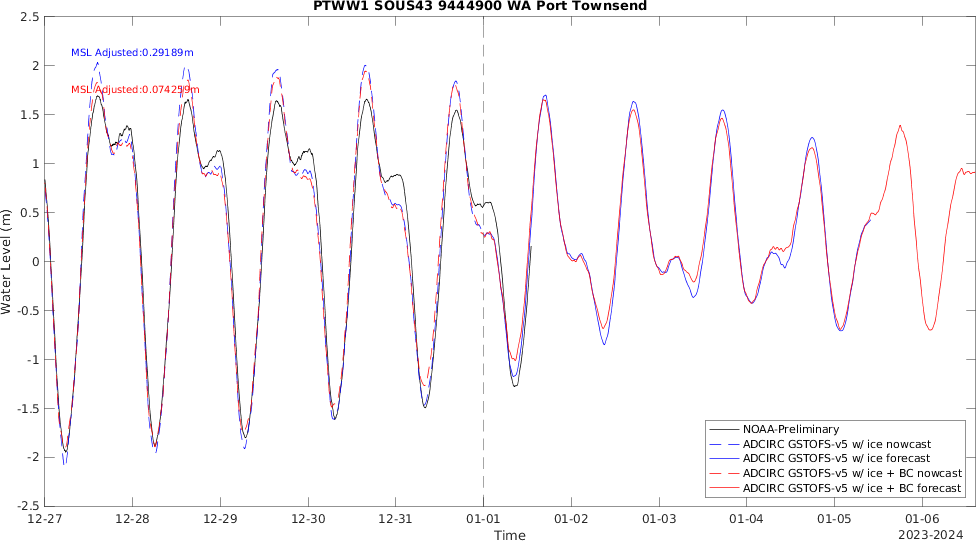 PTWW1 SOUS43 9444900 WA Port Townsend
2.5
2
1.5
1
0.5
0
-0.5
-1
-1.5
-2
-2.5
Water Level (m)
MSL Adjusted:0.29189m
MSL Adjusted:0.074259m
NOAA-Preliminary
ADCIRC GSTOFS-v5 w/ ice nowcast
ADCIRC GSTOFS-v5 w/ ice forecast
ADCIRC GSTOFS-v5 w/ ice + BC nowcast
ADCIRC GSTOFS-v5 w/ ice + BC forecast
12-27 12-28 12-29 12-30 12-31 01-01 01-02 01-03 01-04 01-05 01-06
Time
2023-2024